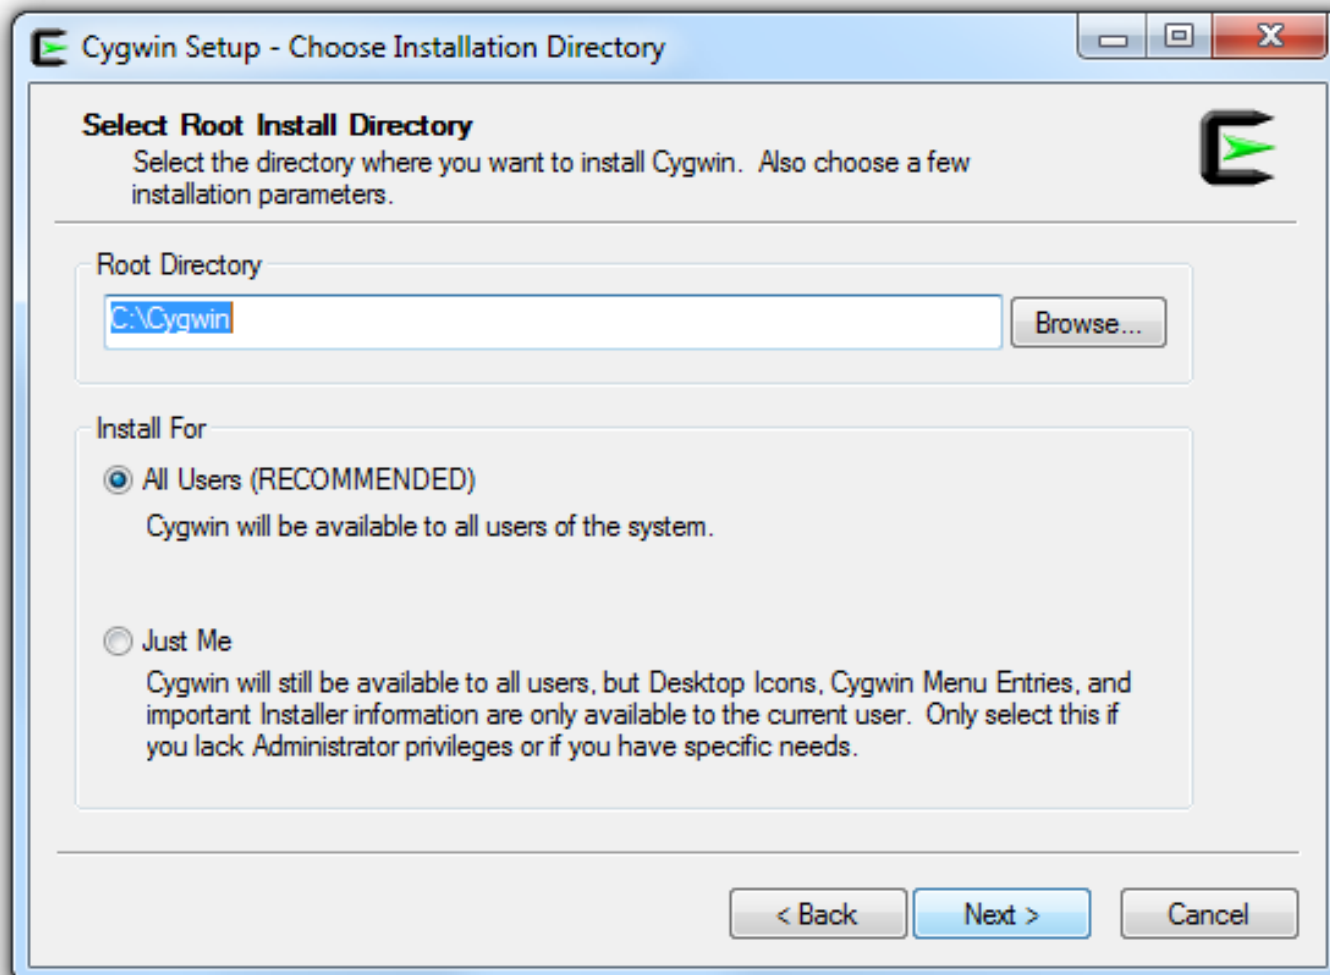 Cygwin Setup - Choose Installation Directory
Select Root Install Directory
Select the directory where you want to install Cygwin. Also choose a few
installation parameters.
Root Directory
C:\Cygwin
Browse...
Install For
All Users (RECOMMENDED)
Cygwin will be available to all users of the system.
Just Me
Cygwin will still be available to all users, but Desktop Icons, Cygwin Menu Entries, and
important Installer information are only available to the current user. Only select this if
you lack Administrator privileges or if you have specific needs.
< Back
Next >
Cancel